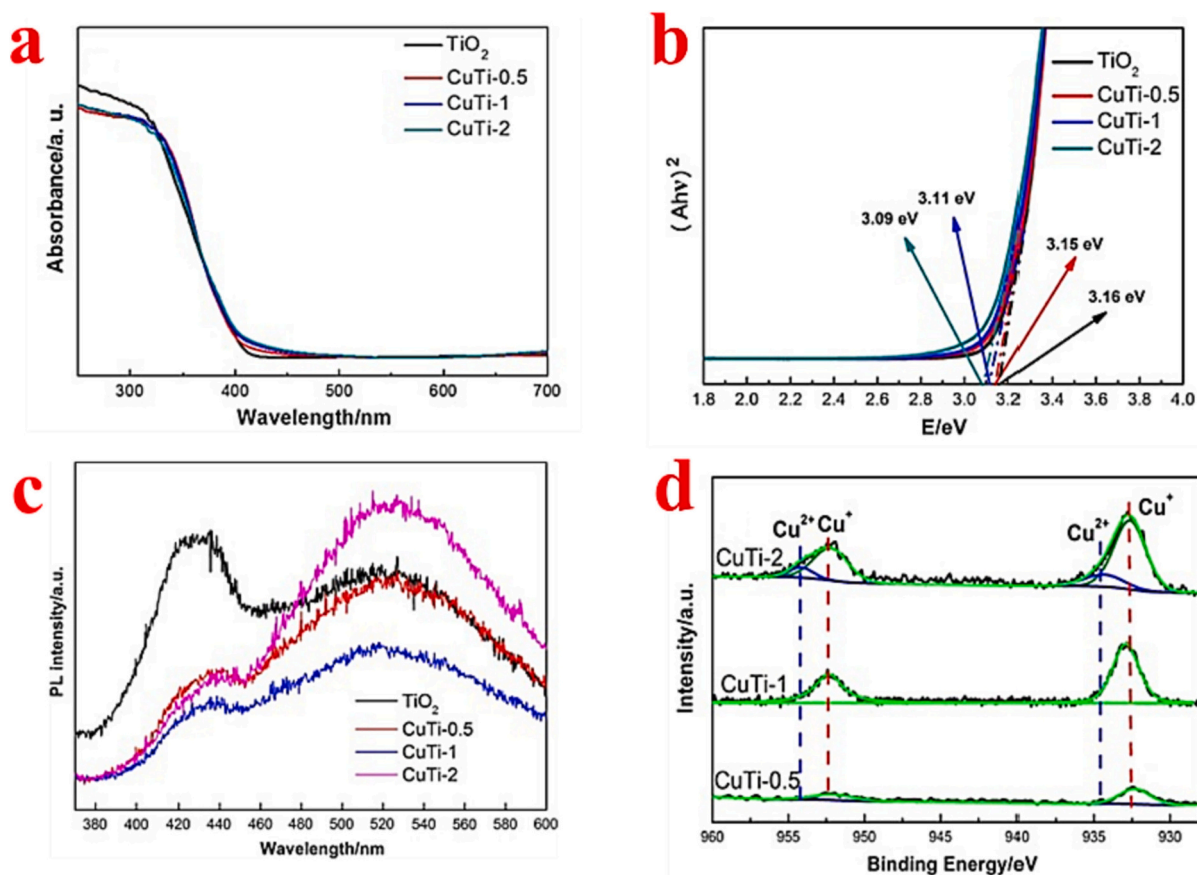 a
TiO2
CuTi-0.5
CuTi-1
CuTi-2
Absorbance/a. u.
300 400 500 600 700
Wavelength/nm
b
TiO2
CuTi-0.5
CuTi-1
CuTi-2
(Ahν)2
3.11 eV
3.09 eV
3.15 eV
3.16 eV
1.8 2.0 2.2 2.4 2.6 2.8 3.0 3.2 3.4 3.6 3.8 4.0
E/eV
c
PL intensity/a.u.
TiO2
CuTi-0.5
CuTi-1
CuTi-2
380 400 420 440 460 480 500 520 540 560 580 600
Wavelength/nm
d
Cu2+ Cu+ Cu2+ Cu+
CuTi-2
CuTi-1
CuTi-0.5
Intensity/a.u.
960 955 950 945 940 935 930
Binding Energy/eV